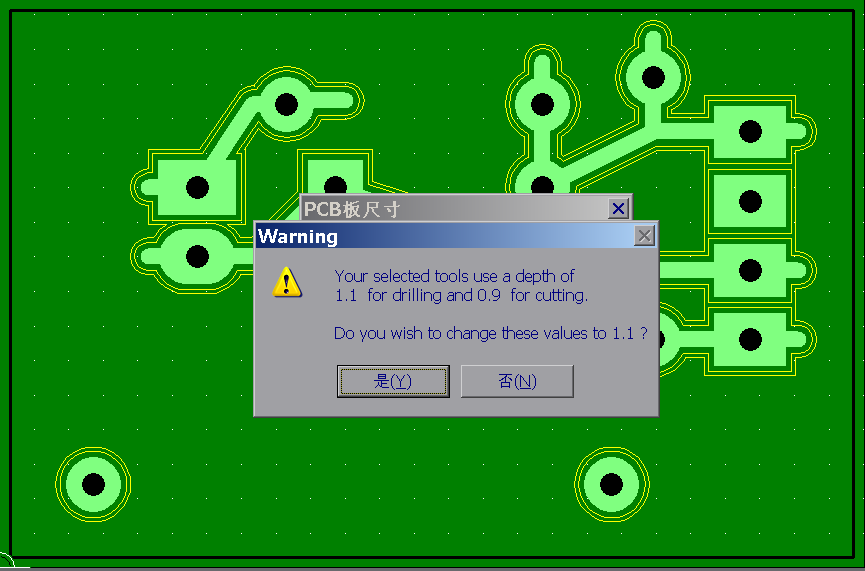 PCB板尺寸
Warning
Your selected tools use a depth of
1.1 for drilling and 0.9 for cutting.
Do you wish to change these values to 1.1 ?
是(Y) 否(N)